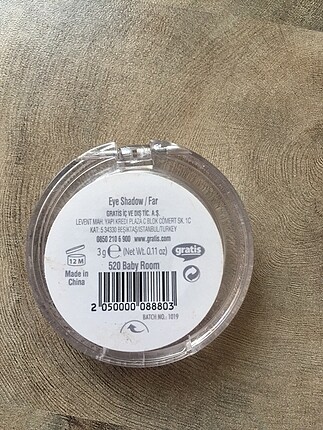 Eye Shadow / Far
GRATIS İÇ VE DIŞ TİC. A.Ş.
LEVENT MAH. YAPI KREDİ PLAZA C BLOK CÖMERT SK. 1C
KAT: 5 34330 BEŞİKTAŞ/İSTANBUL/TURKEY
0850 210 6 900 www.gratis.com
3g e (Net Wt. 0.11 oz)
gratis
12 M
520 Baby Room
Made in
China
2 050000 088803
BATCH NO.: 1019